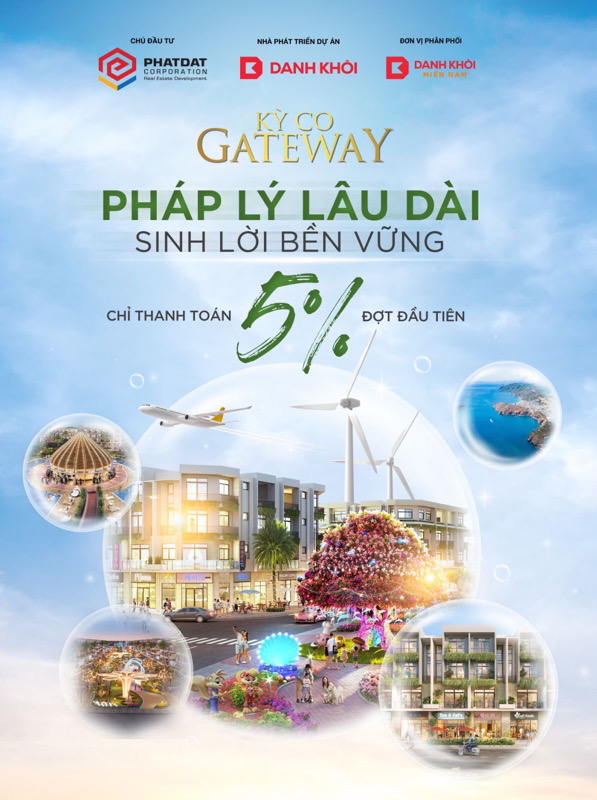 CHỦ ĐẦU TƯ
PHATDAT
CORPORATION
Real Estate Development
NHÀ PHÁT TRIỂN DỰ ÁN
DANH KHÔI
ĐƠN VỊ PHÂN PHỐI
DANH KHÔI
MIỀN NAM
KỲ CO
GATEWAY
PHÁP LÝ LÂU DÀI
SINH LỜI BỀN VỮNG
CHỈ THANH TOÁN 5% ĐỢT ĐẦU TIÊN